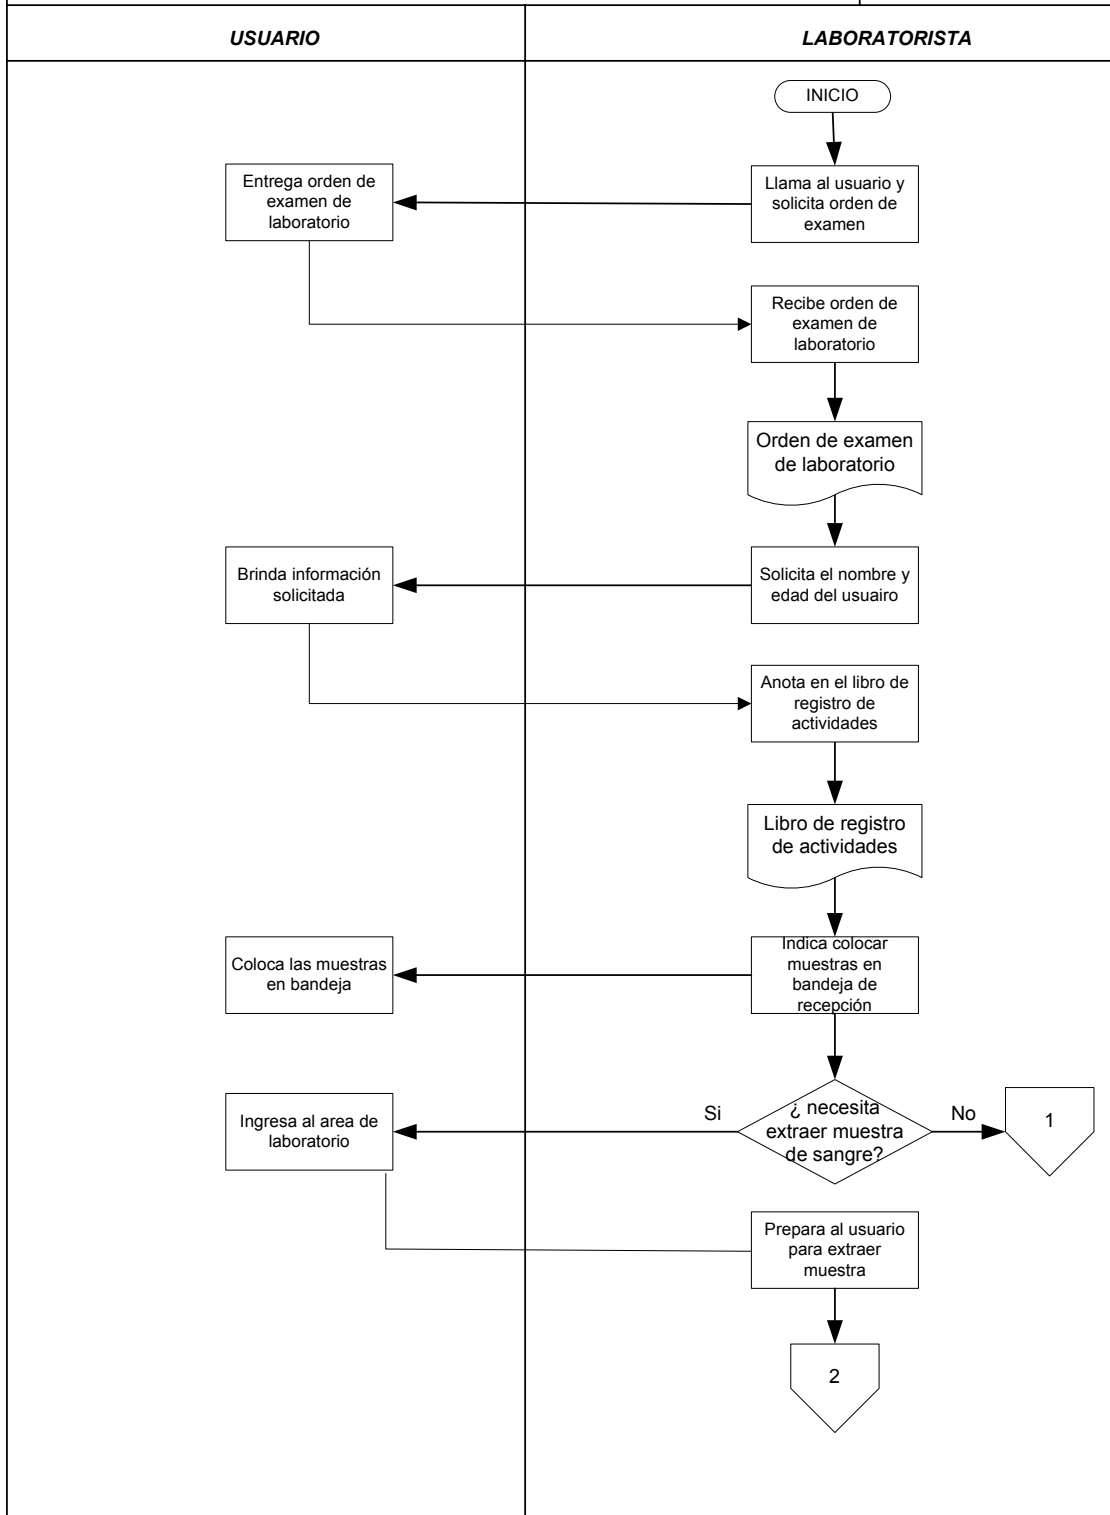 USUARIO
LABORATORISTA
INICIO
Llama al usuario y
solicita orden de
examen
Entrega orden de
examen de
laboratorio
Recibe orden de
examen de
laboratorio
Orden de examen
de laboratorio
Solicita el nombre y
edad del usuairo
Brinda información
solicitada
Anota en el libro de
registro de
actividades
Libro de registro
de actividades
Indica colocar
muestras en
bandeja de
recepción
Coloca las muestras
en bandeja
¿ necesita
extraer muestra
de sangre?
Si
No
1
Ingresa al area de
laboratorio
Prepara al usuario
para extraer
muestra
2